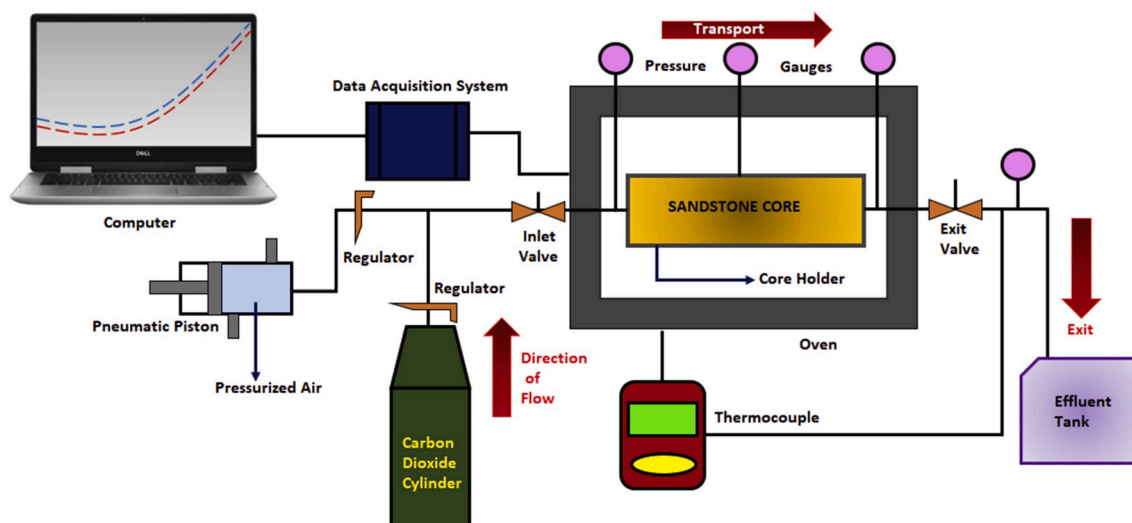 Transport
Pressure
Gauges
Data Acquisition System
DELL
Computer
SANDSTONE CORE
Regulator
Inlet
Valve
Exit
Valve
Core Holder
Regulator
Pneumatic Piston
Oven
Exit
Direction
of
Flow
Pressurized Air
Thermocouple
Effluent
Tank
Carbon
Dioxide
Cylinder